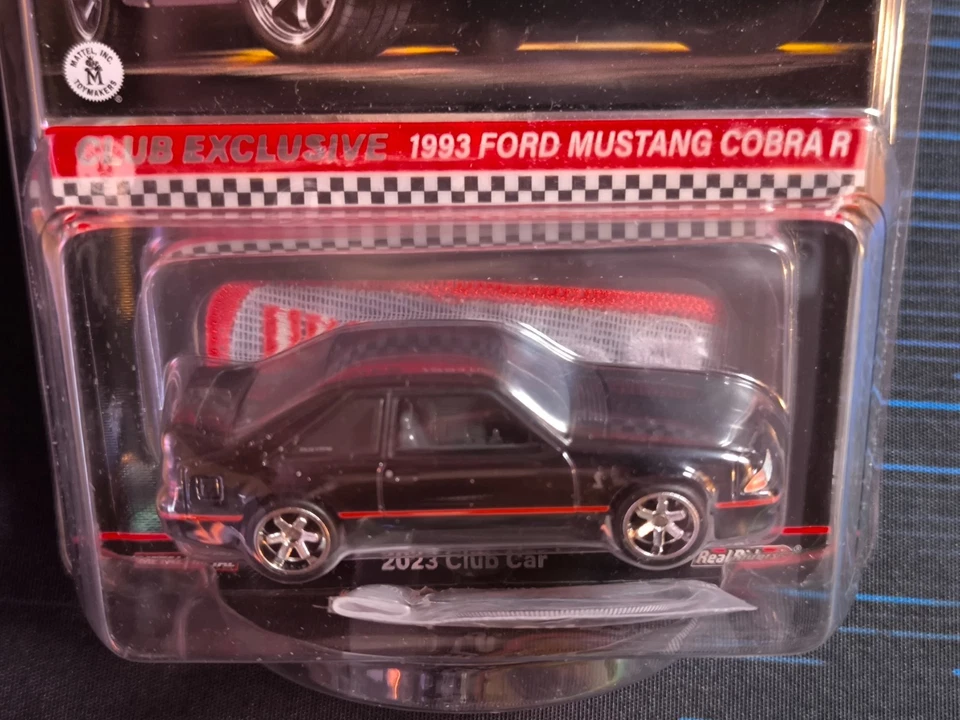 MATTEL, INC.
M
TOYMAKERS
®
CLUB EXCLUSIVE 1993 FORD MUSTANG COBRA R
2023 Club Car
Real Riders®